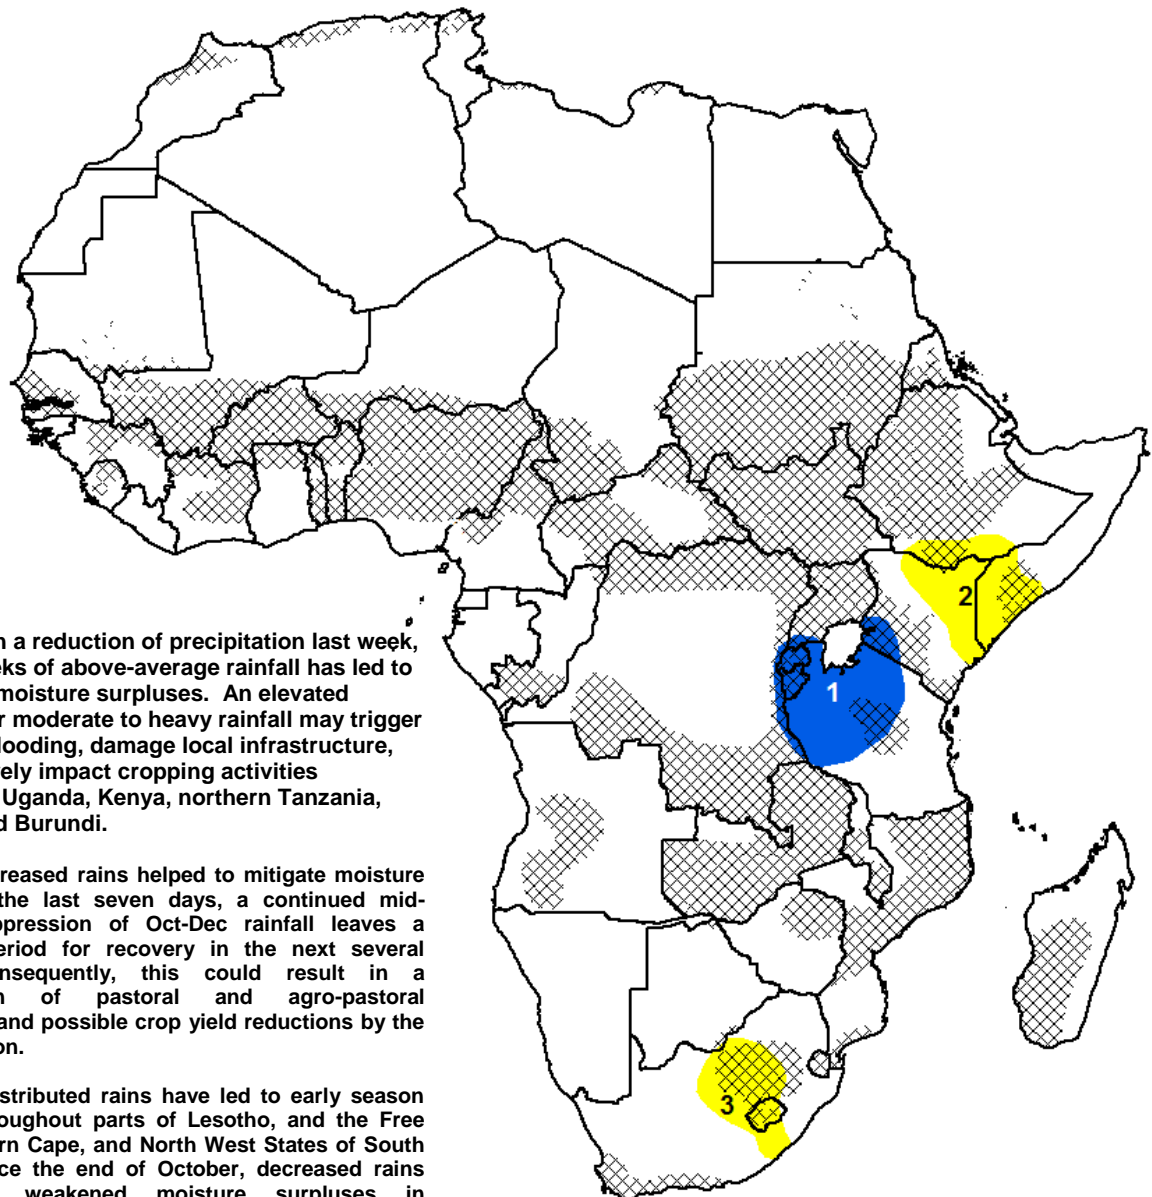 n a reduction of precipitation last week,
eks of above-average rainfall has led to
moisture surpluses. An elevated
r moderate to heavy rainfall may trigger
looding, damage local infrastructure,
ively impact cropping activities
Uganda, Kenya, northern Tanzania,
d Burundi.
reased rains helped to mitigate moisture
the last seven days, a continued mid-
ppression of Oct-Dec rainfall leaves a
eriod for recovery in the next several
onsequently, this could result in a
n of pastoral and agro-pastoral
and possible crop yield reductions by the
on.
stributed rains have led to early season
oughout parts of Lesotho, and the Free
rn Cape, and North West States of South
ce the end of October, decreased rains
weakened moisture surpluses in
1
2
3